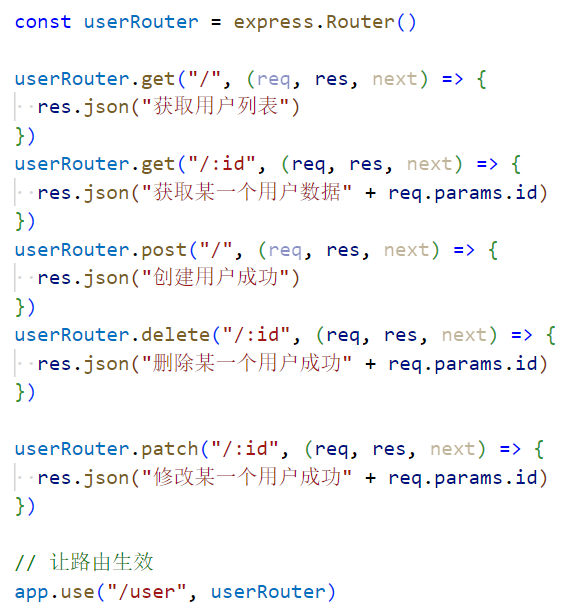 const userRouter = express.Router()
userRouter.get("/", (req, res, next) => {
res.json("获取用户列表")
})
userRouter.get("/:id", (req, res, next) => {
res.json("获取某一个用户数据" + req.params.id)
})
userRouter.post("/", (req, res, next) => {
res.json("创建用户成功")
})
userRouter.delete("/:id", (req, res, next) => {
res.json("删除某一个用户成功" + req.params.id)
})
userRouter.patch("/:id", (req, res, next) => {
res.json("修改某一个用户成功" + req.params.id)
})
// 让路由生效
app.use("/user", userRouter)